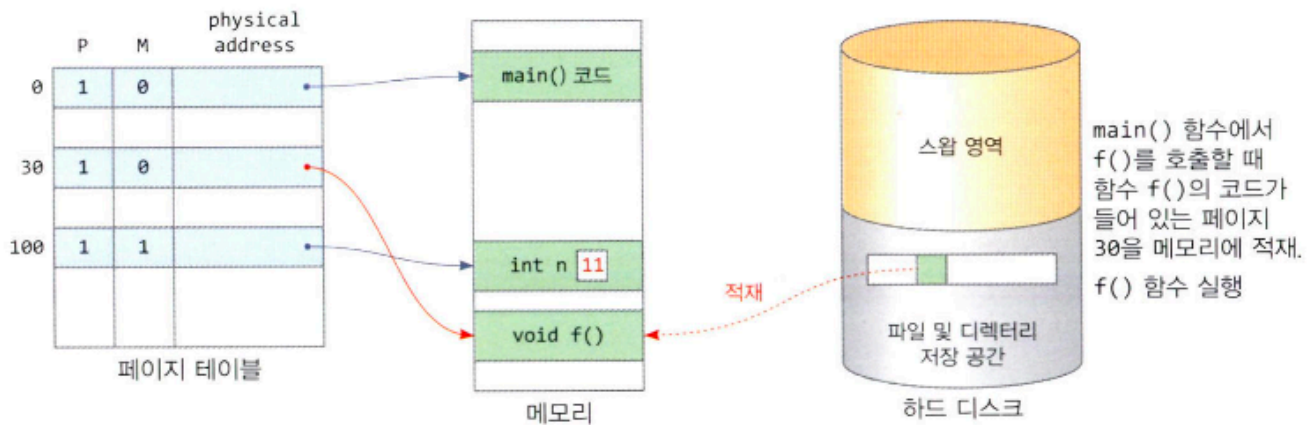 P M physical address
0 1 0
30 1 0
100 1 1
페이지 테이블
main() 코드
int n 11
void f()
메모리
적재
스왑 영역
파일 및 디렉터리
저장 공간
하드 디스크
main() 함수에서
f()를 호출할 때
함수 f()의 코드가
들어 있는 페이지
30을 메모리에 적재.
f() 함수 실행